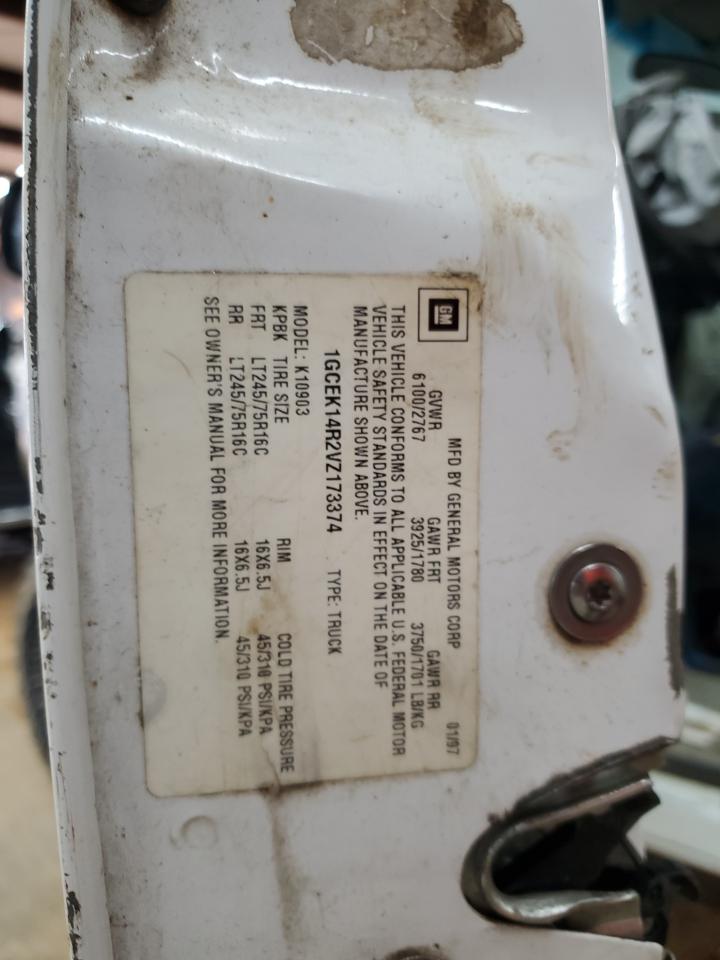 GM
MFD BY GENERAL MOTORS CORP 01/97
GVWR GAWR FRT GAWR RR
6100/2767 3925/1780 3750/1701 LB/KG
THIS VEHICLE CONFORMS TO ALL APPLICABLE U.S. FEDERAL MOTOR
VEHICLE SAFETY STANDARDS IN EFFECT ON THE DATE OF
MANUFACTURE SHOWN ABOVE.
1GCEK14R2VZ173374 TYPE: TRUCK
MODEL: K10903
KPBK TIRE SIZE RIM COLD TIRE PRESSURE
FRT LT245/75R16C 16X6.5J 45/310 PSI/KPA
RR LT245/75R16C 16X6.5J 45/310 PSI/KPA
SEE OWNER'S MANUAL FOR MORE INFORMATION.